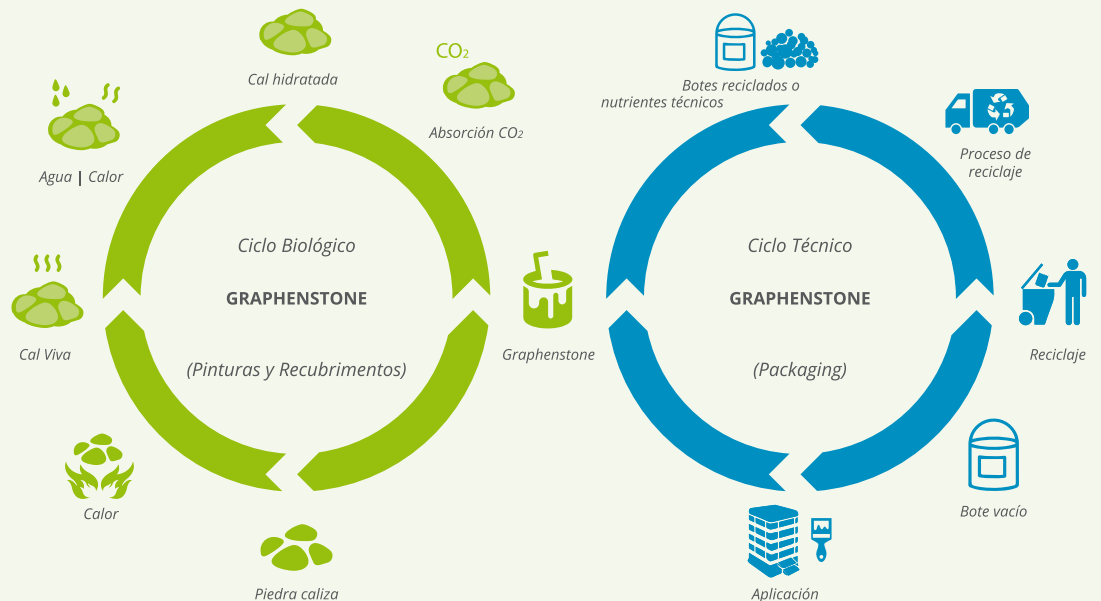 Cal hidratada
CO2
Absorción CO2
Agua | Calor
Cal Viva
Calor
Piedra caliza
Ciclo Biológico
GRAPHENSTONE
(Pinturas y Recubrimentos)
Graphenstone
Botes reciclados o
nutrientes técnicos
Proceso de
reciclaje
Reciclaje
Bote vacío
Aplicación
Ciclo Técnico
GRAPHENSTONE
(Packaging)